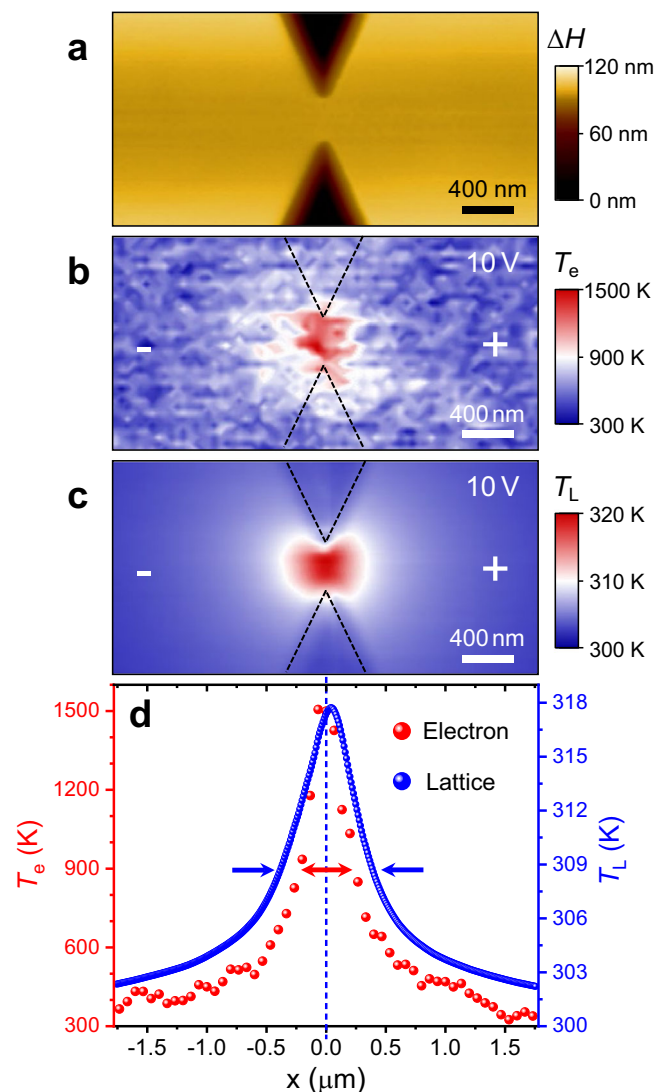 a
ΔH
120 nm
60 nm
0 nm
400 nm
b
10 V
Te
1500 K
900 K
300 K
-
+
400 nm
c
10 V
TL
320 K
310 K
300 K
-
+
400 nm
d
Electron
Lattice
1500
1200
900
600
300
Te (K)
318
315
312
309
306
303
300
TL (K)
-1.5 -1.0 -0.5 0.0 0.5 1.0 1.5
x (μm)